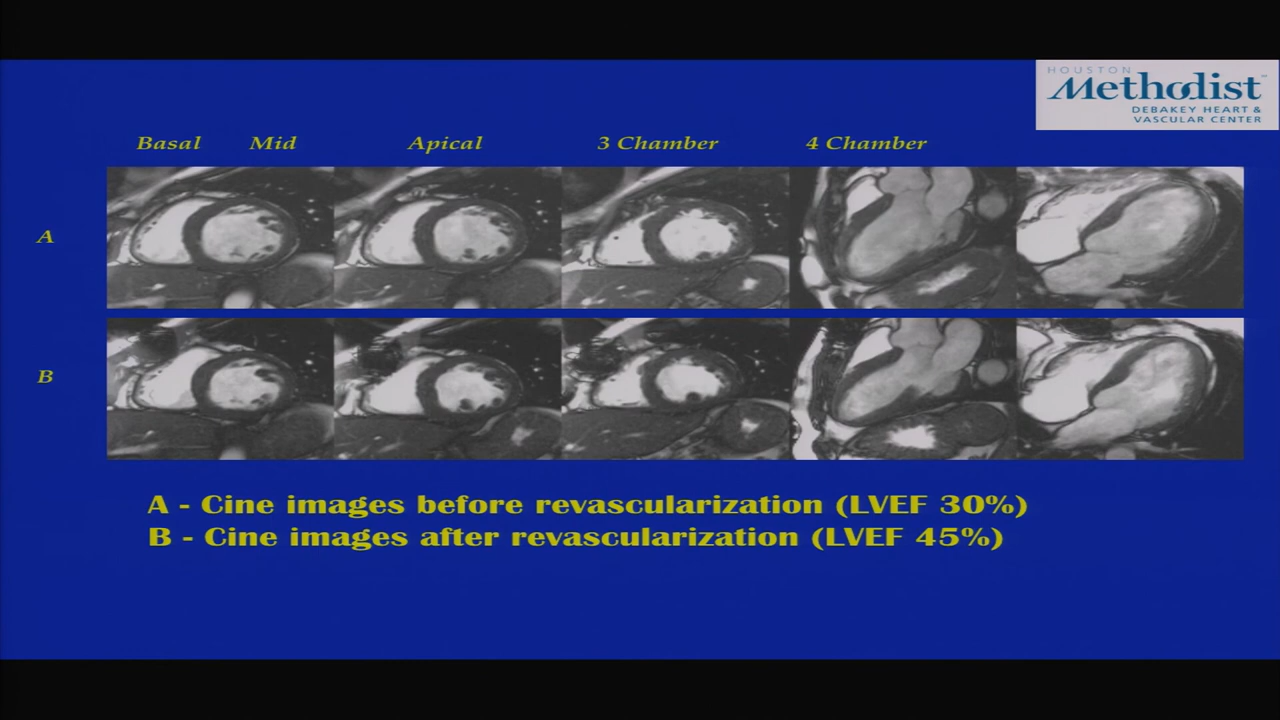 HOUSTON
Methodist
DEBAKEY HEART &
VASCULAR CENTER
Basal Mid Apical 3 Chamber 4 Chamber
A
B
A - Cine images before revascularization (LVEF 30%)
B - Cine images after revascularization (LVEF 45%)